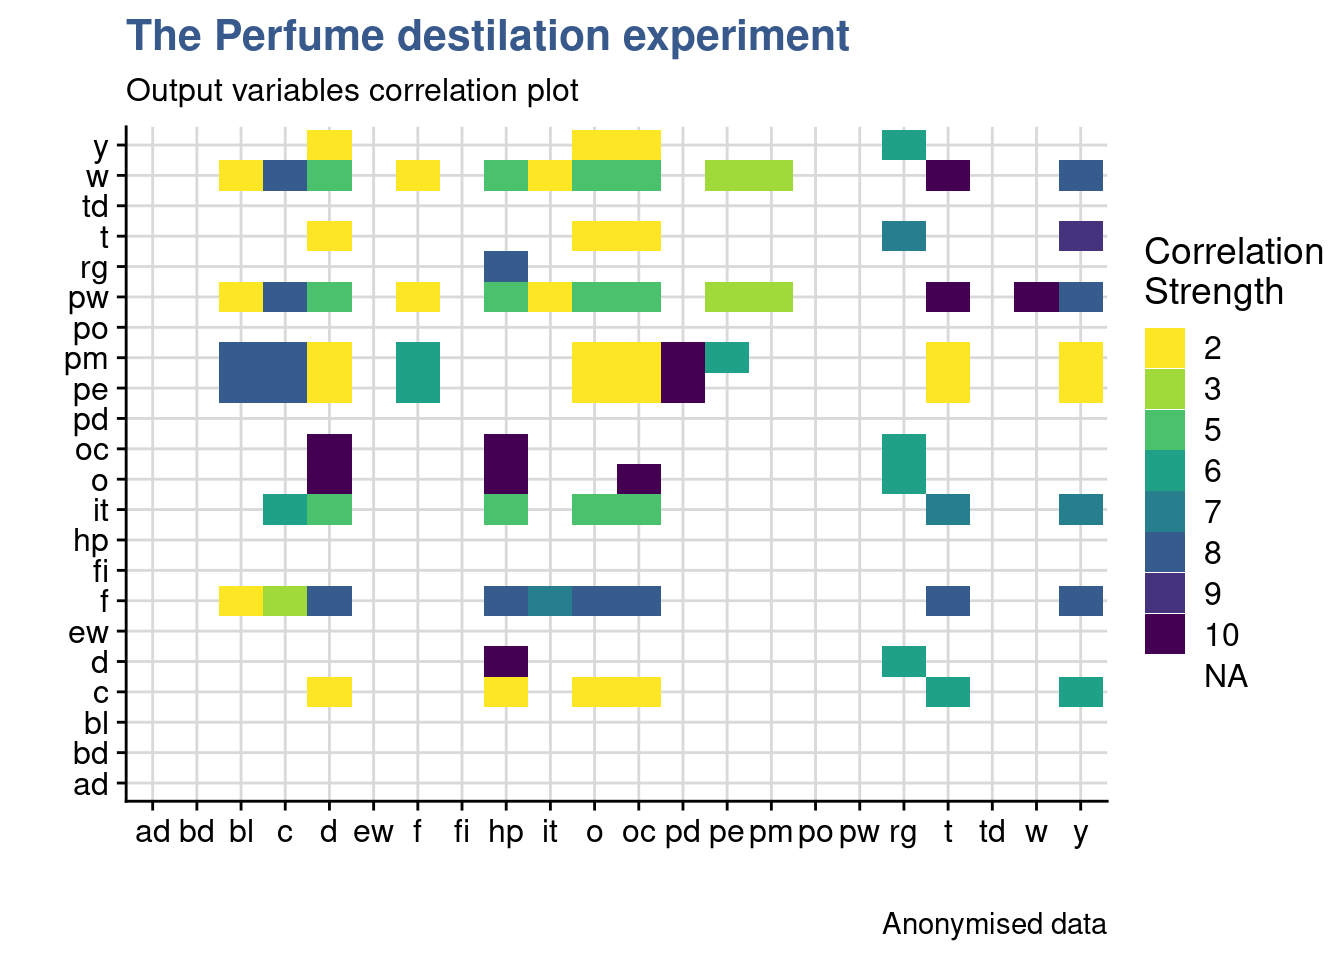 The Perfume destilation experiment
Output variables correlation plot
y
w
td
t
rg
pw
po
pm
pe
pd
oc
o
it
hp
fi
f
ew
d
c
bl
bd
ad
ad bd bl c d ew f fi hp it o oc pd pe pm po pw rg t td w y
Correlation
Strength
2
3
5
6
7
8
9
10
NA
Anonymised data